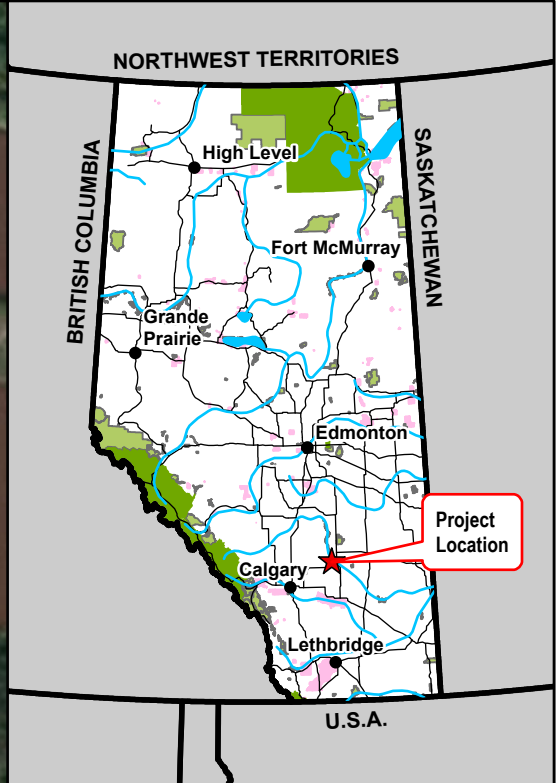 NORTHWEST TERRITORIES
BRITISH COLUMBIA
SASKATCHEWAN
High Level
Fort McMurray
Grande
Prairie
Edmonton
Project
Location
Calgary
Lethbridge
U.S.A.